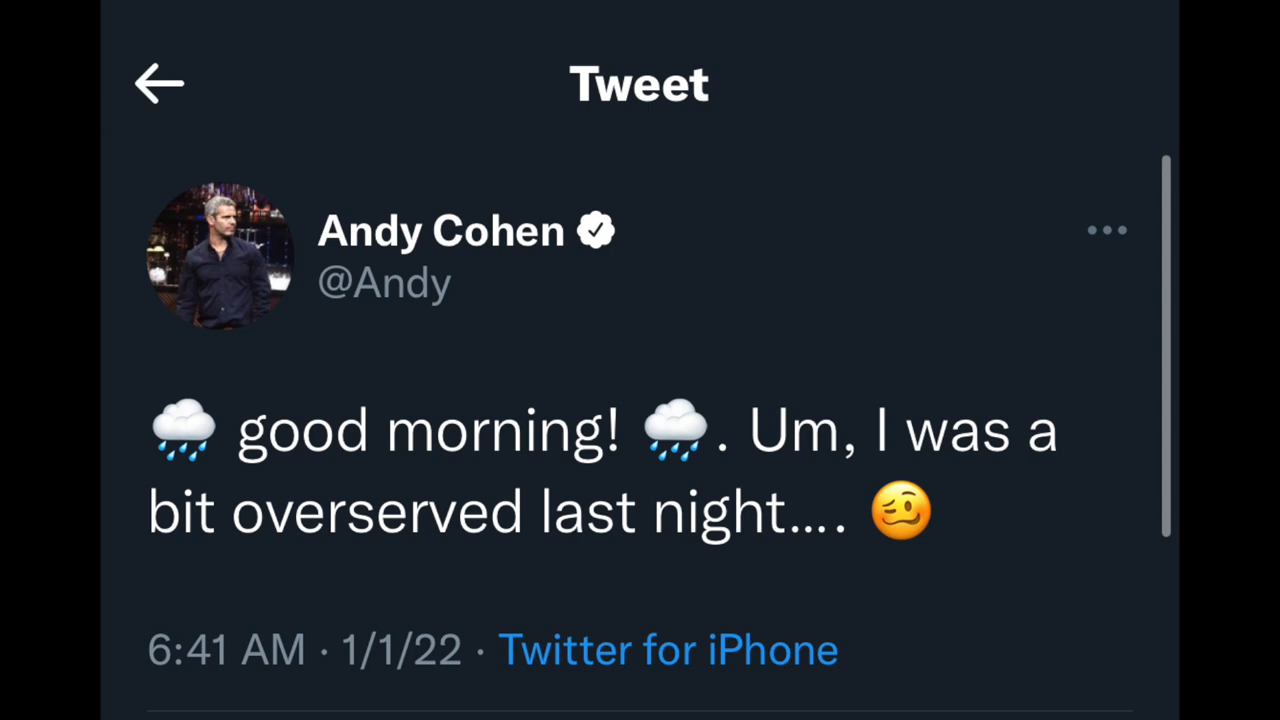 Tweet
Andy Cohen
@Andy
🌧️ good morning! 🌧️. Um, I was a
bit overserved last night.... 🥴
6:41 AM · 1/1/22 · Twitter for iPhone